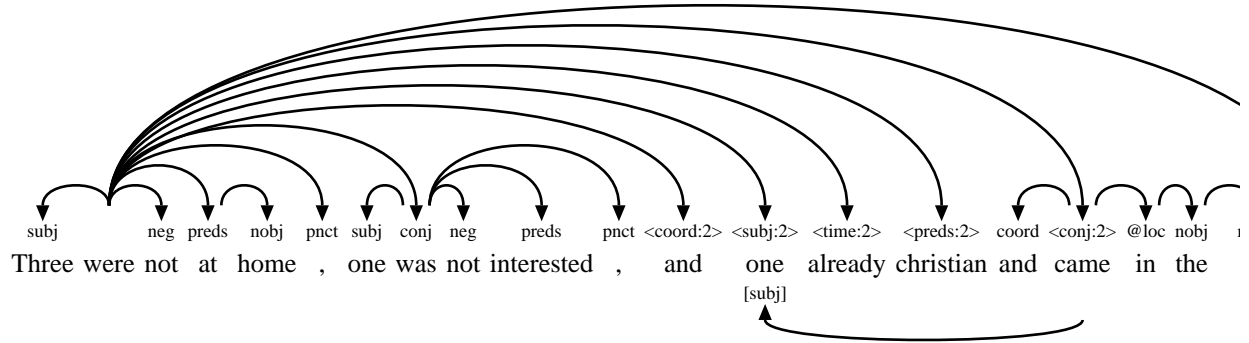 subj neg preds nobj pnct subj conj neg preds pnct <coord:2> <subj:2> <time:2> <preds:2> coord <conj:2> @loc nobj
Three were not at home , one was not interested , and one already christian and came in the
[subj]